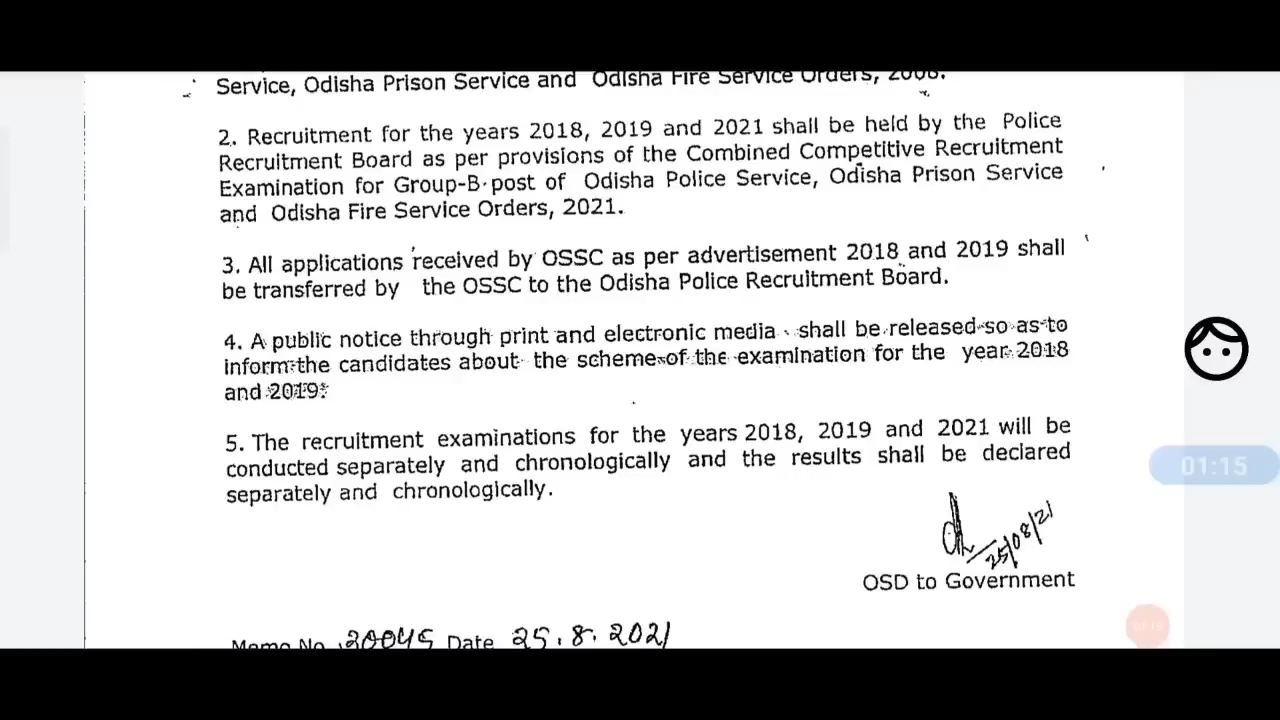 Service, Odisha Prison Service and Odisha Fire Service Orders, 2008.
2. Recruitment for the years 2018, 2019 and 2021 shall be held by the Police
Recruitment Board as per provisions of the Combined Competitive Recruitment
Examination for Group-B post of Odisha Police Service, Odisha Prison Service
and Odisha Fire Service Orders, 2021.
3. All applications received by OSSC as per advertisement 2018 and 2019 shall
be transferred by the OSSC to the Odisha Police Recruitment Board.
4. A public notice through print and electronic media shall be released so as to
inform the candidates about the scheme of the examination for the year 2018
and 2019.
5. The recruitment examinations for the years 2018, 2019 and 2021 will be
conducted separately and chronologically and the results shall be declared
separately and chronologically.
25/08/21
OSD to Government
Memo No. 20045 Date 25.8.2021
01:15